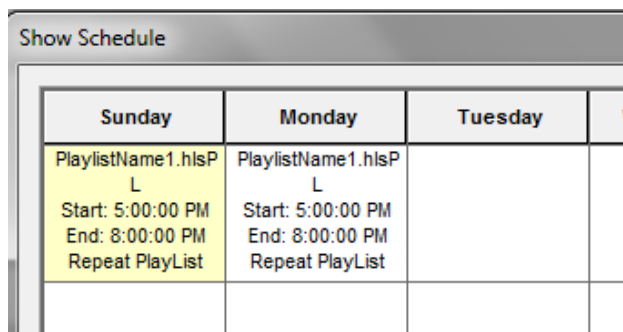 Show Schedule
Sunday Monday Tuesday
PlaylistName1.hlsP PlaylistName1.hlsP
L L
Start: 5:00:00 PM Start: 5:00:00 PM
End: 8:00:00 PM End: 8:00:00 PM
Repeat PlayList Repeat PlayList